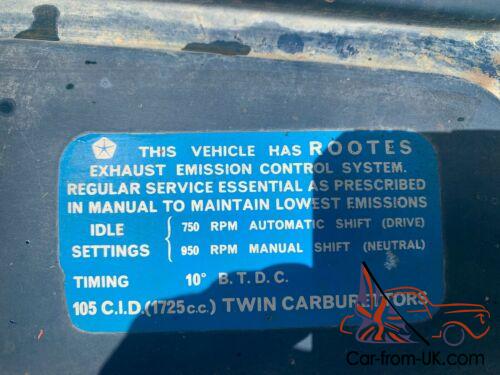 THIS VEHICLE HAS ROOTES
EXHAUST EMISSION CONTROL SYSTEM.
REGULAR SERVICE ESSENTIAL AS PRESCRIBED
IN MANUAL TO MAINTAIN LOWEST EMISSIONS
IDLE SETTINGS { 750 RPM AUTOMATIC SHIFT (DRIVE)
950 RPM MANUAL SHIFT (NEUTRAL)
TIMING 10° B.T.D.C.
105 C.I.D.(1725 c.c.) TWIN CARBURETTORS
Car-from-UK.com